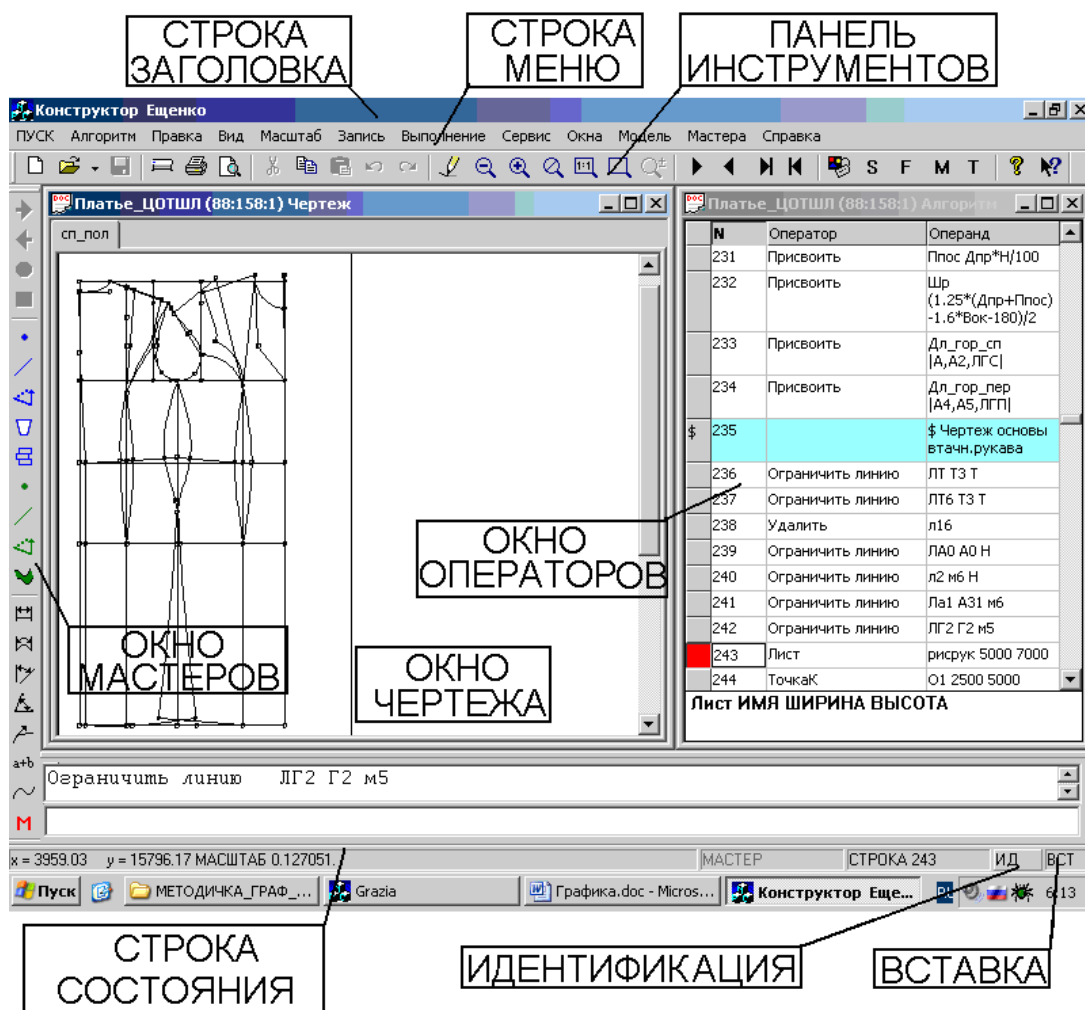 СТРОКА
ЗАГОЛОВКА
СТРОКА
МЕНЮ
ПАНЕЛЬ
ИНСТРУМЕНТОВ
Конструктор Ещенко
ПУСК Алгоритм Правка Вид Масштаб Запись Выполнение Сервис Окна Модель Мастера Справка
1:1 S F M T ? ?
Платье_ЦОТШЛ (88:158:1) Чертеж
сп_пол
DOC Платье_ЦОТШЛ (88:158:1) Алгоритм
N Оператор Операнд
231 Присвоить Ппос Дпр*Н/100
232 Присвоить Шр
(1.25*(Дпр+Ппос)
-1.6*Вок-180)/2
233 Присвоить Дл_гор_сп
|А,А2,ЛГС|
234 Присвоить Дл_гор_пер
|А4,А5,ЛГП|
$ 235 $ Чертеж основы
втачн.рукава
236 Ограничить линию ЛТ Т3 Т
237 Ограничить линию ЛТ6 Т3 Т
238 Удалить л16
239 Ограничить линию ЛА0 А0 Н
240 Ограничить линию л2 м6 Н
241 Ограничить линию Ла1 А31 м6
242 Ограничить линию ЛГ2 Г2 м5
243 Лист рисрук 5000 7000
244 ТочкаК О1 2500 5000
Лист ИМЯ ШИРИНА ВЫСОТА
ОКНО
ОПЕРАТОРОВ
ОКНО
МАСТЕРОВ
ОКНО
ЧЕРТЕЖА
a+b
M
Ограничить линию ЛГ2 Г2 м5
x = 3959.03 y = 15796.17 МАСШТАБ 0.127051.
МАСТЕР СТРОКА 243 ИД ВСТ
Пуск МЕТОДИЧКА_ГРАФ_... Grazia Графика.doc - Micros... Конструктор Еще... 6:13
СТРОКА
СОСТОЯНИЯ
ИДЕНТИФИКАЦИЯ
ВСТАВКА